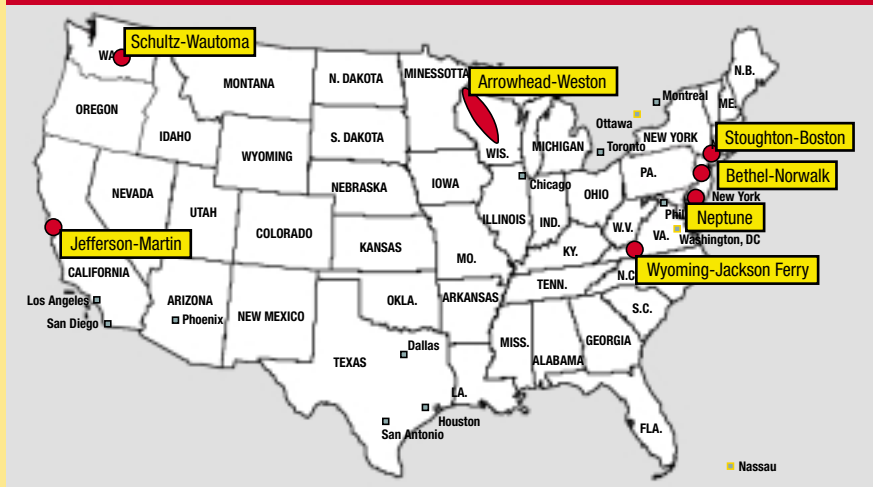 Schultz-Wautoma
WA
MONTANA
N. DAKOTA
MINESSOTTA
Arrowhead-Weston
N.B.
Montreal
ME.
OREGON
Ottawa
NEW YORK
Stoughton-Boston
IDAHO
S. DAKOTA
WIS.
MICHIGAN
Toronto
WYOMING
PA.
Bethel-Norwalk
NEVADA
NEBRASKA
IOWA
Chicago
OHIO
New York
UTAH
ILLINOIS
IND.
W.V.
Phil
Neptune
COLORADO
VA.
Washington, DC
Jefferson-Martin
KANSAS
MO.
KY.
CALIFORNIA
N.C
Wyoming-Jackson Ferry
TENN.
Los Angeles
ARIZONA
NEW MEXICO
OKLA.
ARKANSAS
S.C.
San Diego
Phoenix
Dallas
MISS.
ALABAMA
GEORGIA
TEXAS
LA.
Houston
San Antonio
FLA.
Nassau